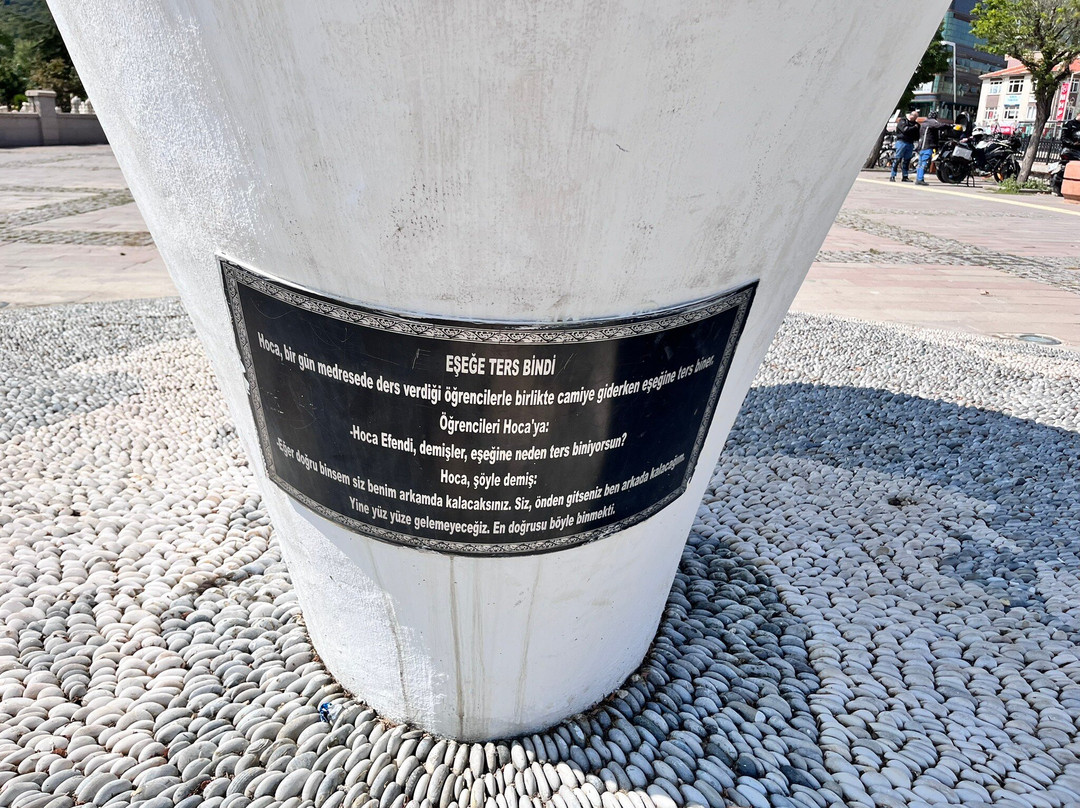 EŞEĞE TERS BİNDİ
Hoca, bir gün medresede ders verdiği öğrencilerle birlikte camiye giderken eşeğine ters biner.
Öğrencileri Hoca'ya:
-Hoca Efendi, demişler, eşeğine neden ters biniyorsun?
Hoca, şöyle demiş:
-Eğer doğru binsem siz benim arkamda kalacaksınız. Siz, önden gitseniz ben arkada kalacağım.
Yine yüz yüze gelemeyeceğiz. En doğrusu böyle binmekti.